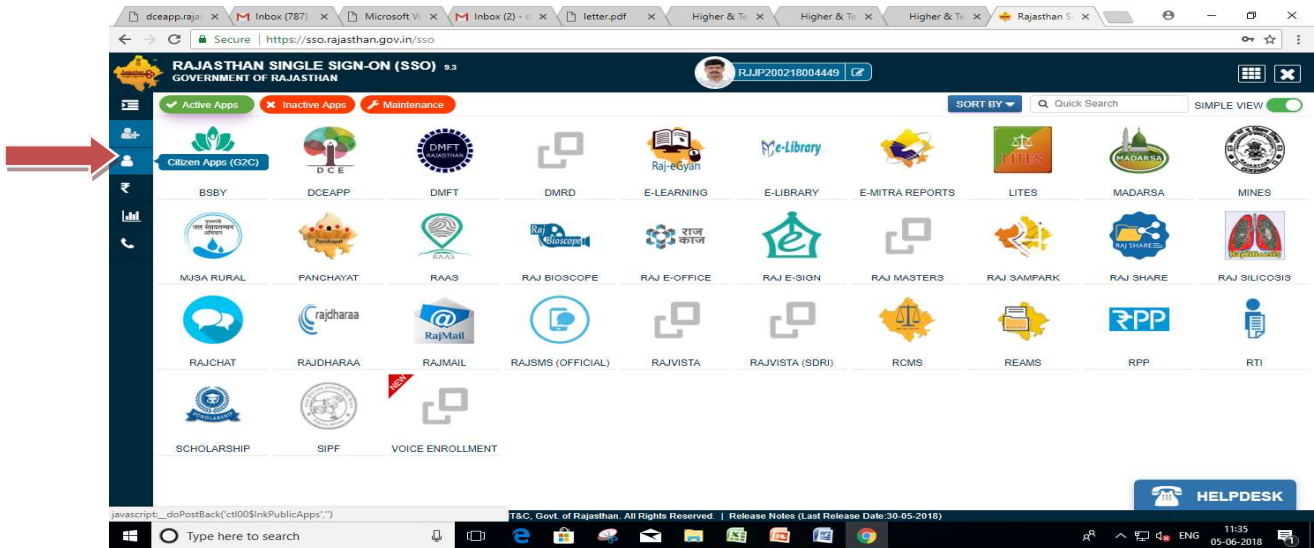 dceapp.raja
Inbox (787)
Microsoft W
Inbox (2) - c
letter.pdf
Higher & Te
Higher & Te
Higher & Te
Rajasthan S
Secure | https://sso.rajasthan.gov.in/sso
RAJASTHAN SINGLE SIGN-ON (SSO) 9.3
GOVERNMENT OF RAJASTHAN
RJJP200218004449
Active Apps
Inactive Apps
Maintenance
SORT BY
Quick Search
SIMPLE VIEW
Citizen Apps (G2C)
DCE
DMFT
RAJASTHAN
Raj-eGyan
e-Library
LITES
MADARSA
BSBY
DCEAPP
DMFT
DMRD
E-LEARNING
E-LIBRARY
E-MITRA REPORTS
LITES
MADARSA
MINES
मुख्यमंत्री
जल स्वावलम्बन
अभियान
Panchayat
RAAS
Raj
Bioscope
राज
काज
RAJ SHARE
RajSilicosis
MJSA RURAL
PANCHAYAT
RAAS
RAJ BIOSCOPE
RAJ E-OFFICE
RAJ E-SIGN
RAJ MASTERS
RAJ SAMPARK
RAJ SHARE
RAJ SILICOSIS
rajdharaa
RajMail
₹PP
RAJCHAT
RAJDHARAA
RAJMAIL
RAJSMS (OFFICIAL)
RAJVISTA
RAJVISTA (SDRI)
RCMS
REAMS
RPP
RTI
SCHOLARSHIP
NEW
SCHOLARSHIP
SIPF
VOICE ENROLLMENT
HELPDESK
javascript:__doPostBack('ctl00$lnkPublicApps','')
T&C, Govt. of Rajasthan. All Rights Reserved. | Release Notes (Last Release Date:30-05-2018)
Type here to search
ENG
11:35
05-06-2018